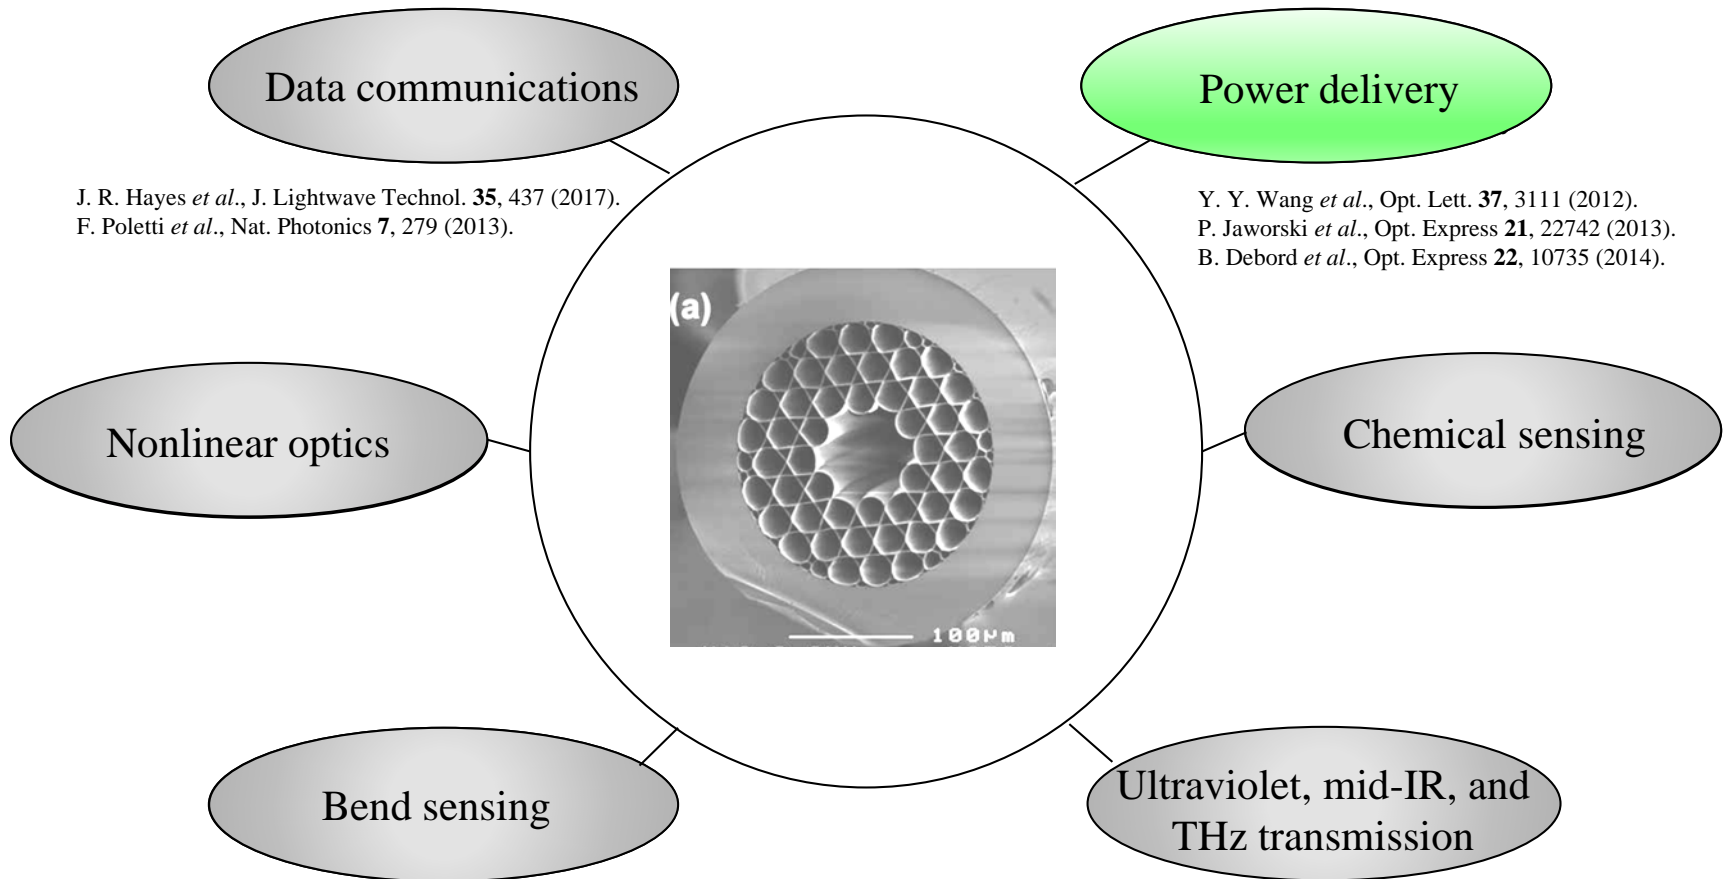 Data communications
Power delivery
J. R. Hayes et al., J. Lightwave Technol. 35, 437 (2017).
F. Poletti et al., Nat. Photonics 7, 279 (2013).
Y. Y. Wang et al., Opt. Lett. 37, 3111 (2012).
P. Jaworski et al., Opt. Express 21, 22742 (2013).
B. Debord et al., Opt. Express 22, 10735 (2014).
(a)
Nonlinear optics
Chemical sensing
100µm
Bend sensing
Ultraviolet, mid-IR, and
THz transmission